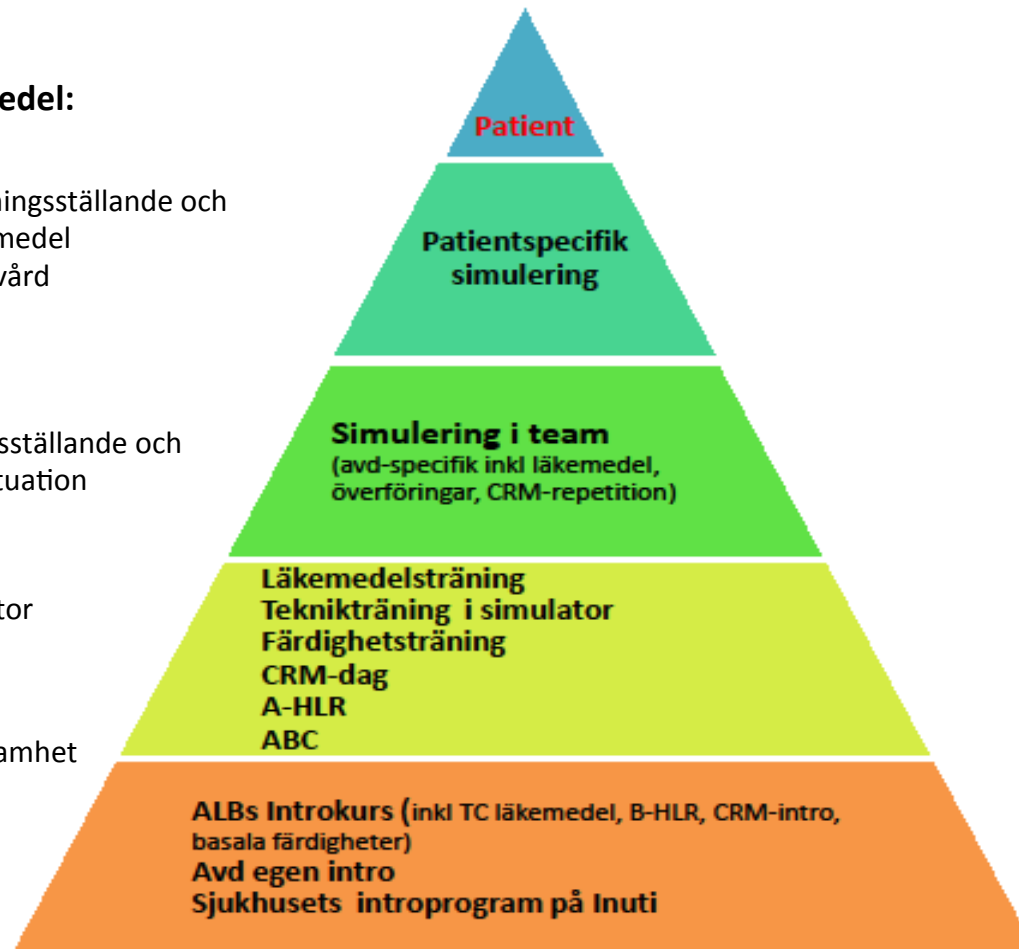 edel:
ningsställande och
medel
vård
sställande och
tuation
tor
amhet
Patient
Patientspecifik
simulering
Simulering i team
(avd-specifik inkl läkemedel,
överföringar, CRM-repetition)
Läkemedelsträning
Teknikträning i simulator
Färdighetsträning
CRM-dag
A-HLR
ABC
ALBs Introkurs (inkl TC läkemedel, B-HLR, CRM-intro,
basala färdigheter)
Avd egen intro
Sjukhusets introprogram på Inuti